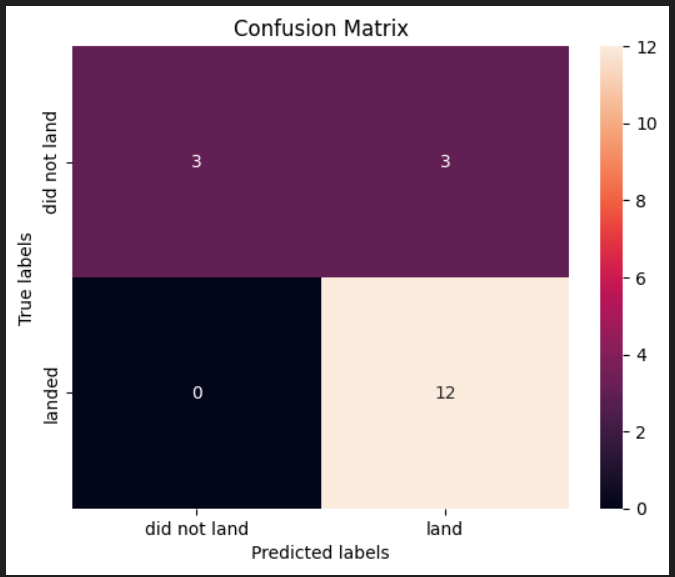 Confusion Matrix
True labels
did not land
landed
3
3
0
12
did not land
land
Predicted labels
12
10
8
6
4
2
0